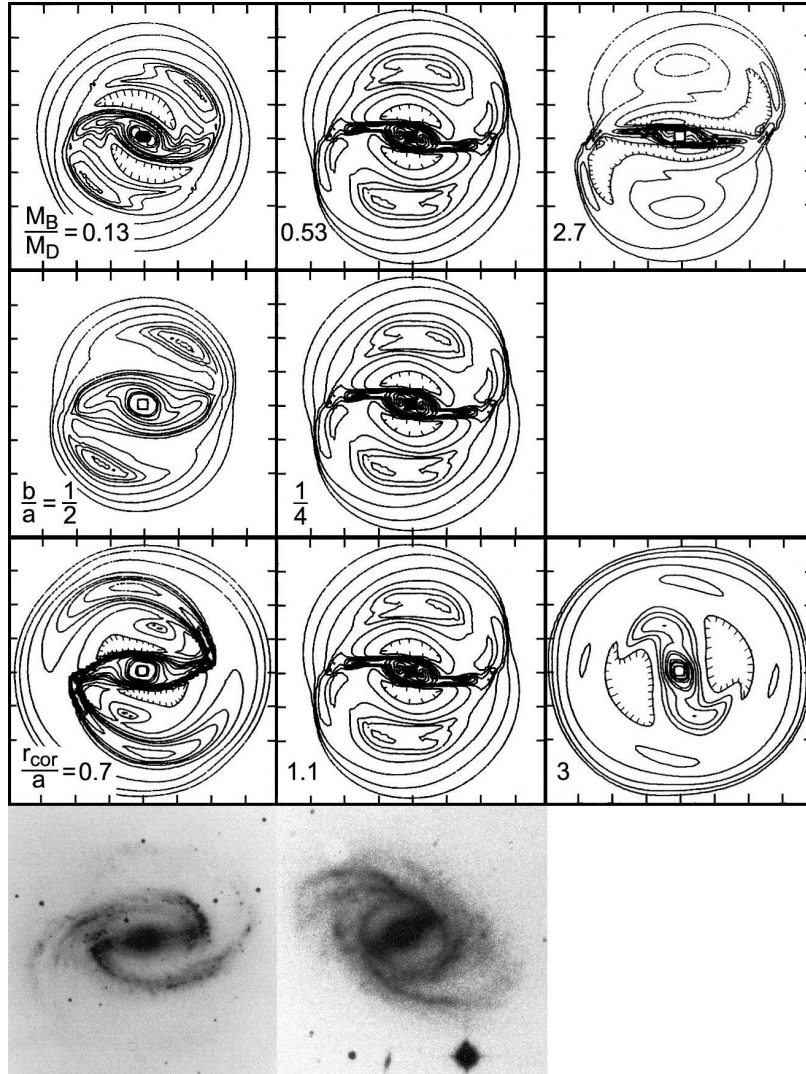 M_B/M_D = 0.13
0.53
2.7
b/a = 1/2
1/4
r_cor/a = 0.7
1.1
3